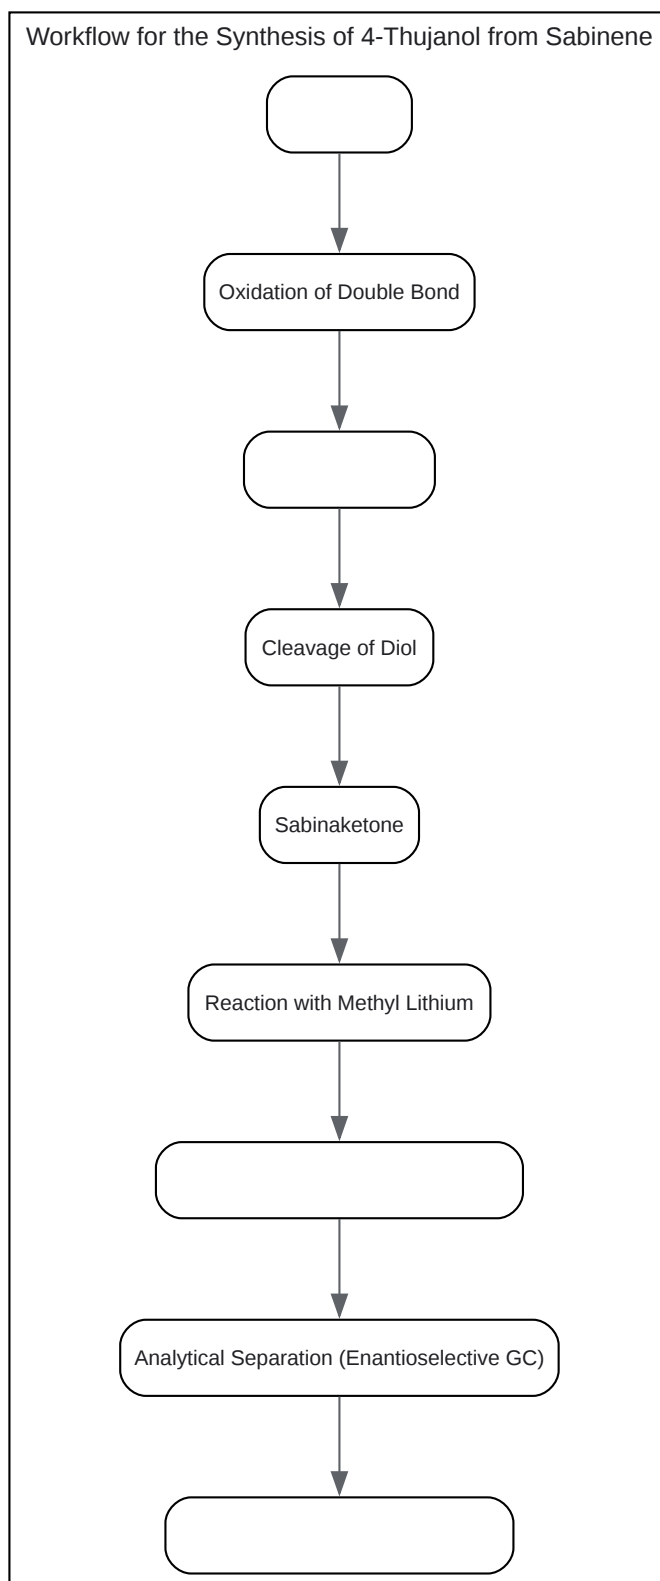 Workflow for the Synthesis of 4-Thujanol from Sabinene
Oxidation of Double Bond
Cleavage of Diol
Sabinaketone
Reaction with Methyl Lithium
Analytical Separation (Enantioselective GC)